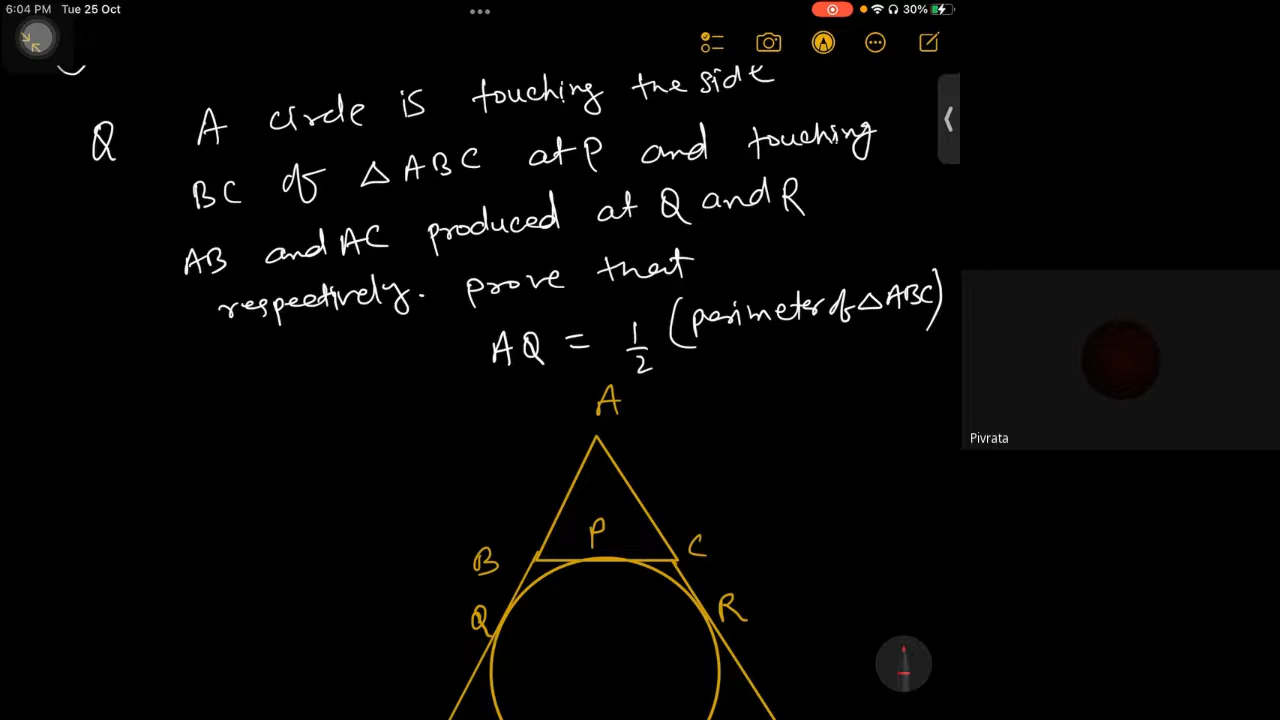 6:04 PM Tue 25 Oct
30%
Q A circle is touching the side
BC of △ABC at P and touching
AB and AC produced at Q and R
respectively. prove that
AQ = 1/2 (perimeter of △ABC)
A
P
B
C
Q
R
Pivrata